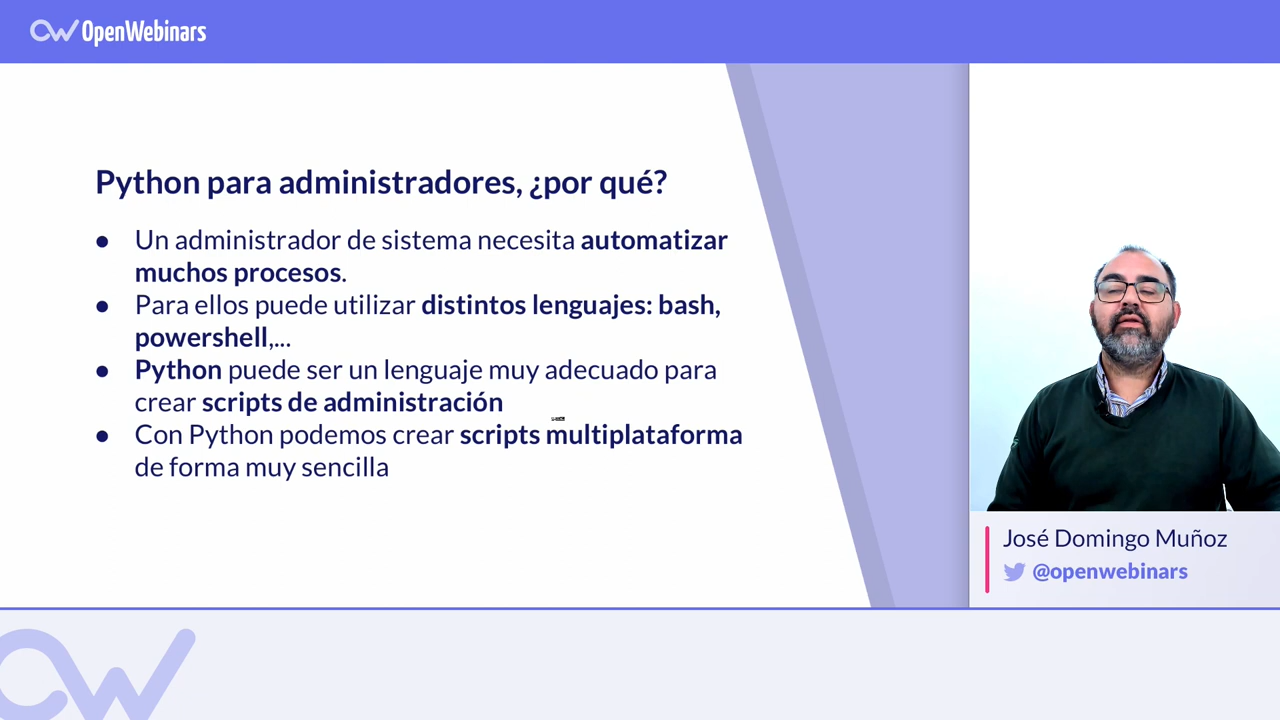 OpenWebinars
Python para administradores, ¿por qué?
● Un administrador de sistema necesita automatizar
muchos procesos.
● Para ellos puede utilizar distintos lenguajes: bash,
powershell,...
● Python puede ser un lenguaje muy adecuado para
crear scripts de administración
● Con Python podemos crear scripts multiplataforma
de forma muy sencilla
José Domingo Muñoz
@openwebinars